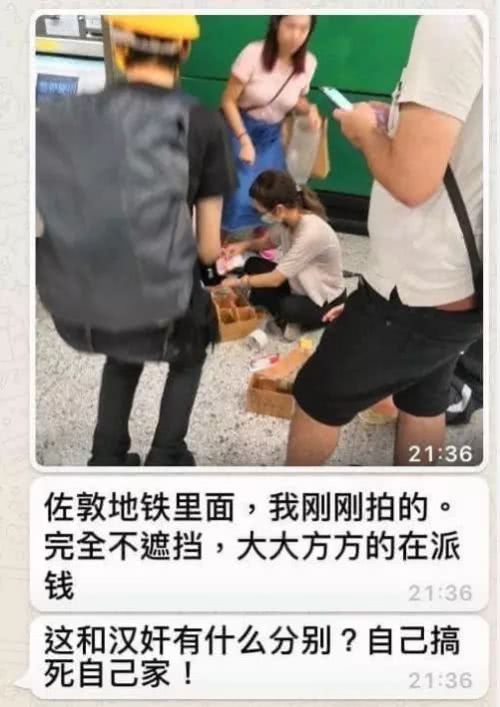 21:36
佐敦地铁里面，我刚刚拍的。
完全不遮挡，大大方方的在派
钱
21:36
这和汉奸有什么分别？自己搞
死自己家！
21:36